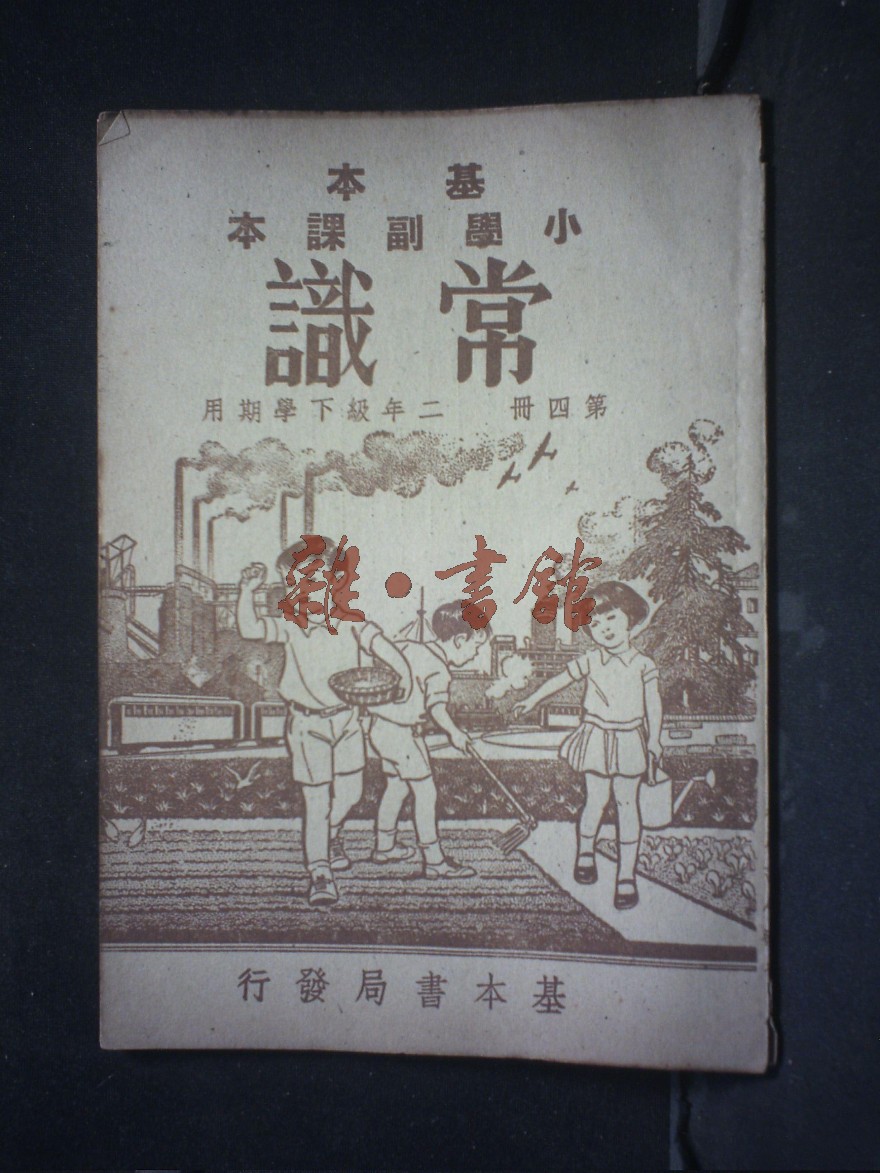 基本
小學副課本
常識
第四冊 二年級下學期用
雜·書館
基本書局發行